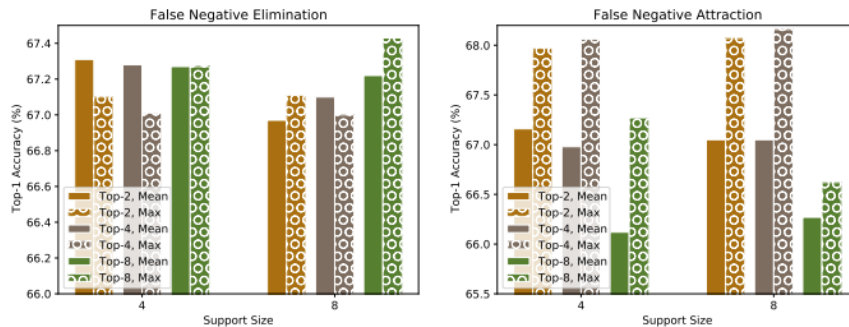 False Negative Elimination
67.4
67.2
67.0
66.8
66.6
66.4
66.2
66.0
Top-1 Accuracy (%)
Top-2, Mean
Top-2, Max
Top-4, Mean
Top-4, Max
Top-8, Mean
Top-8, Max
4
8
Support Size
False Negative Attraction
68.0
67.5
67.0
66.5
66.0
65.5
Top-1 Accuracy (%)
Top-2, Mean
Top-2, Max
Top-4, Mean
Top-4, Max
Top-8, Mean
Top-8, Max
4
8
Support Size